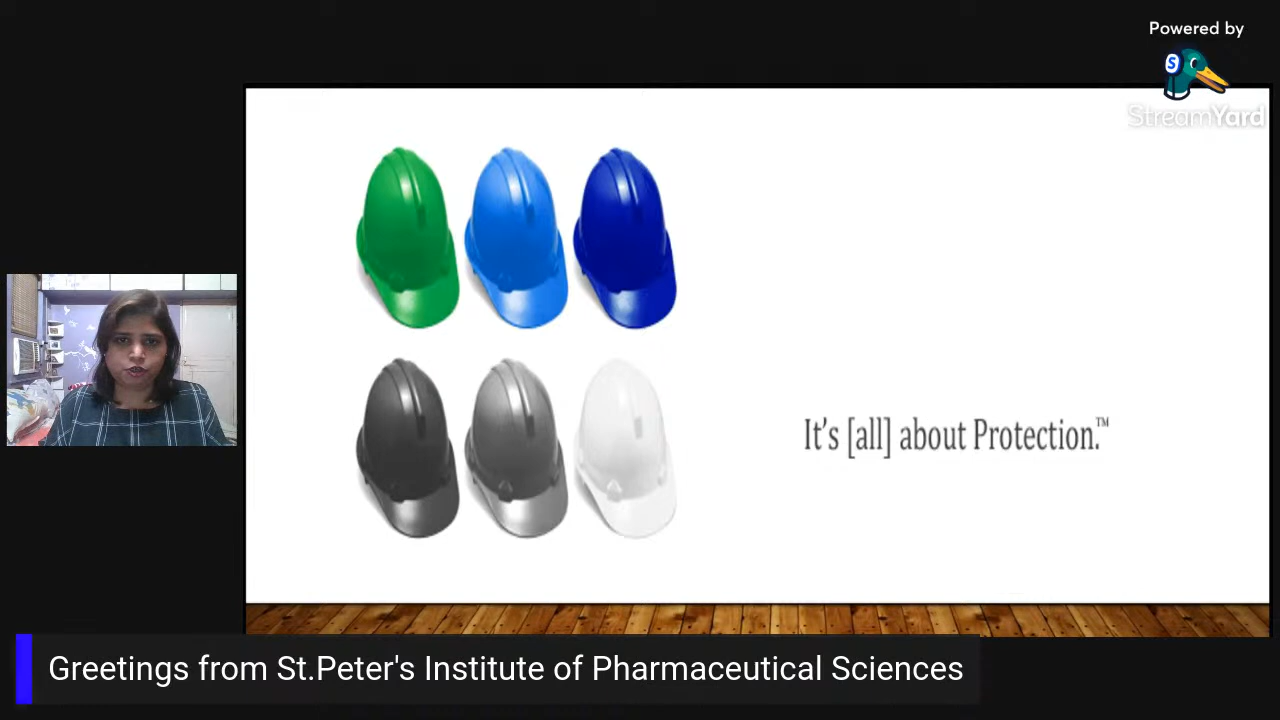 Powered by
S
StreamYard
It's [all] about Protection.™
Greetings from St.Peter's Institute of Pharmaceutical Sciences